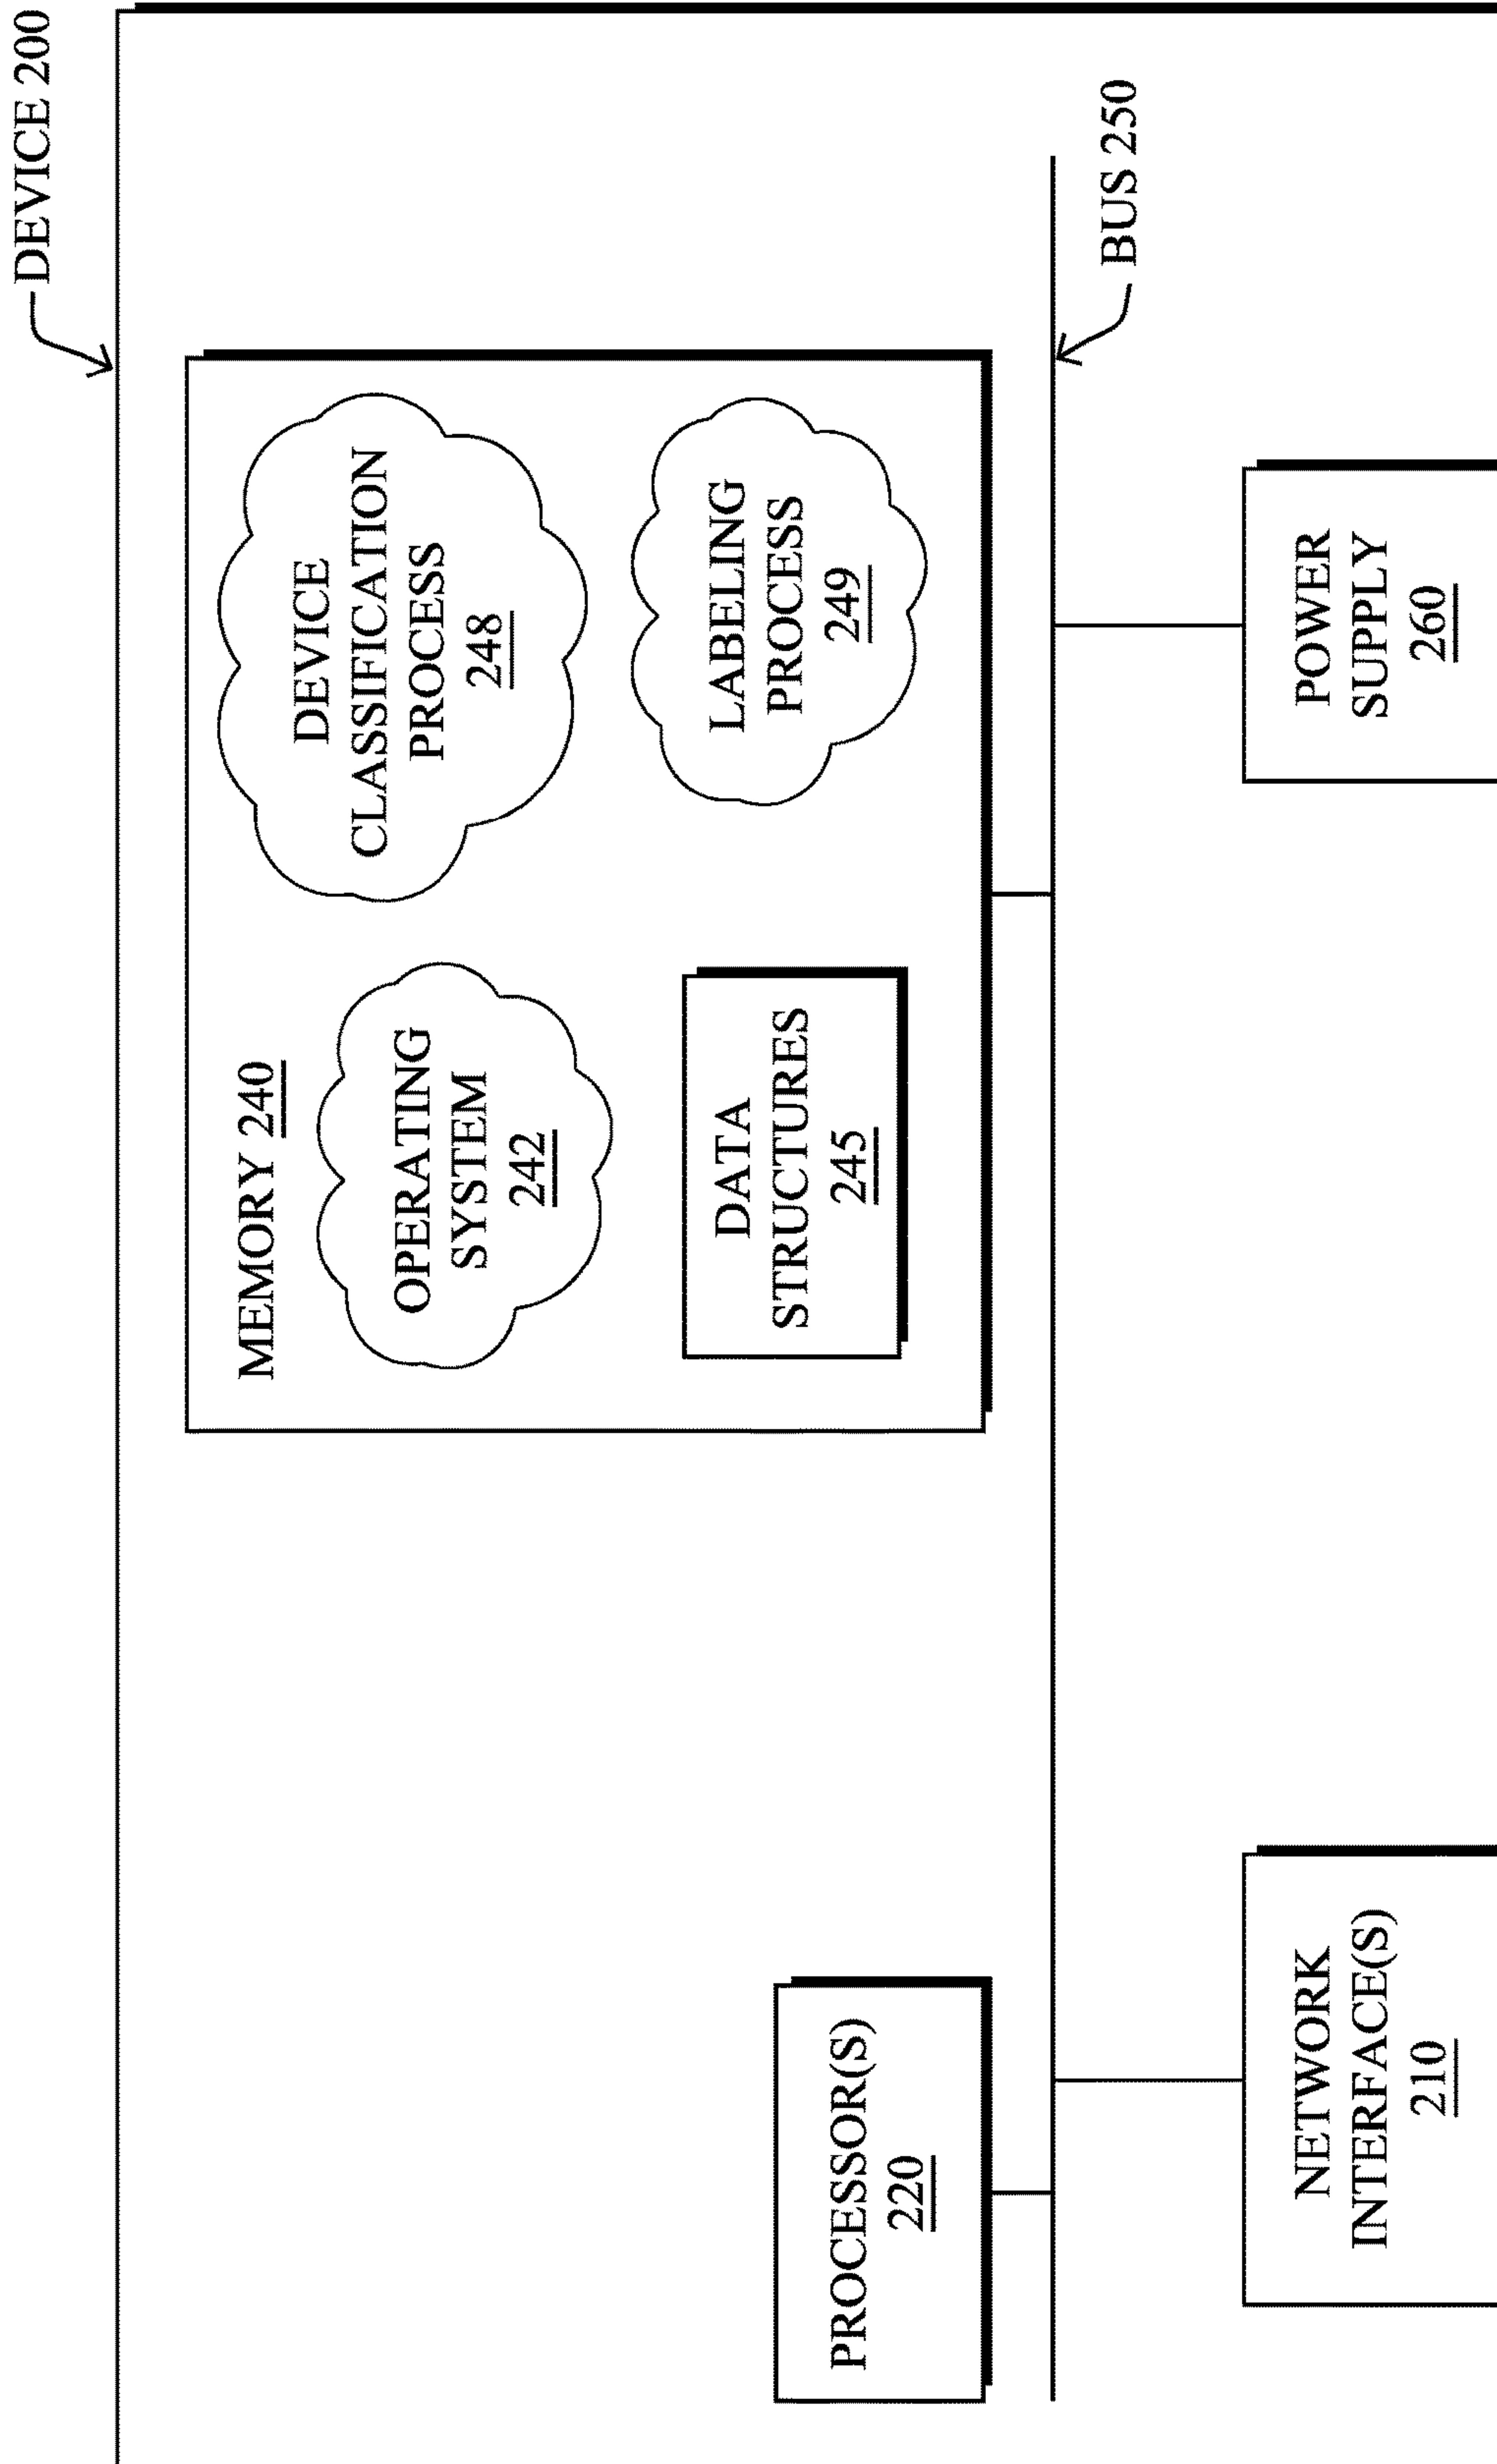 DEVICE 200
MEMORY 240
OPERATING
SYSTEM
242
DEVICE
CLASSIFICATION
PROCESS
248
DATA
STRUCTURES
245
LABELING
PROCESS
249
PROCESSOR(S)
220
BUS 250
NETWORK
INTERFACE(S)
210
POWER
SUPPLY
260